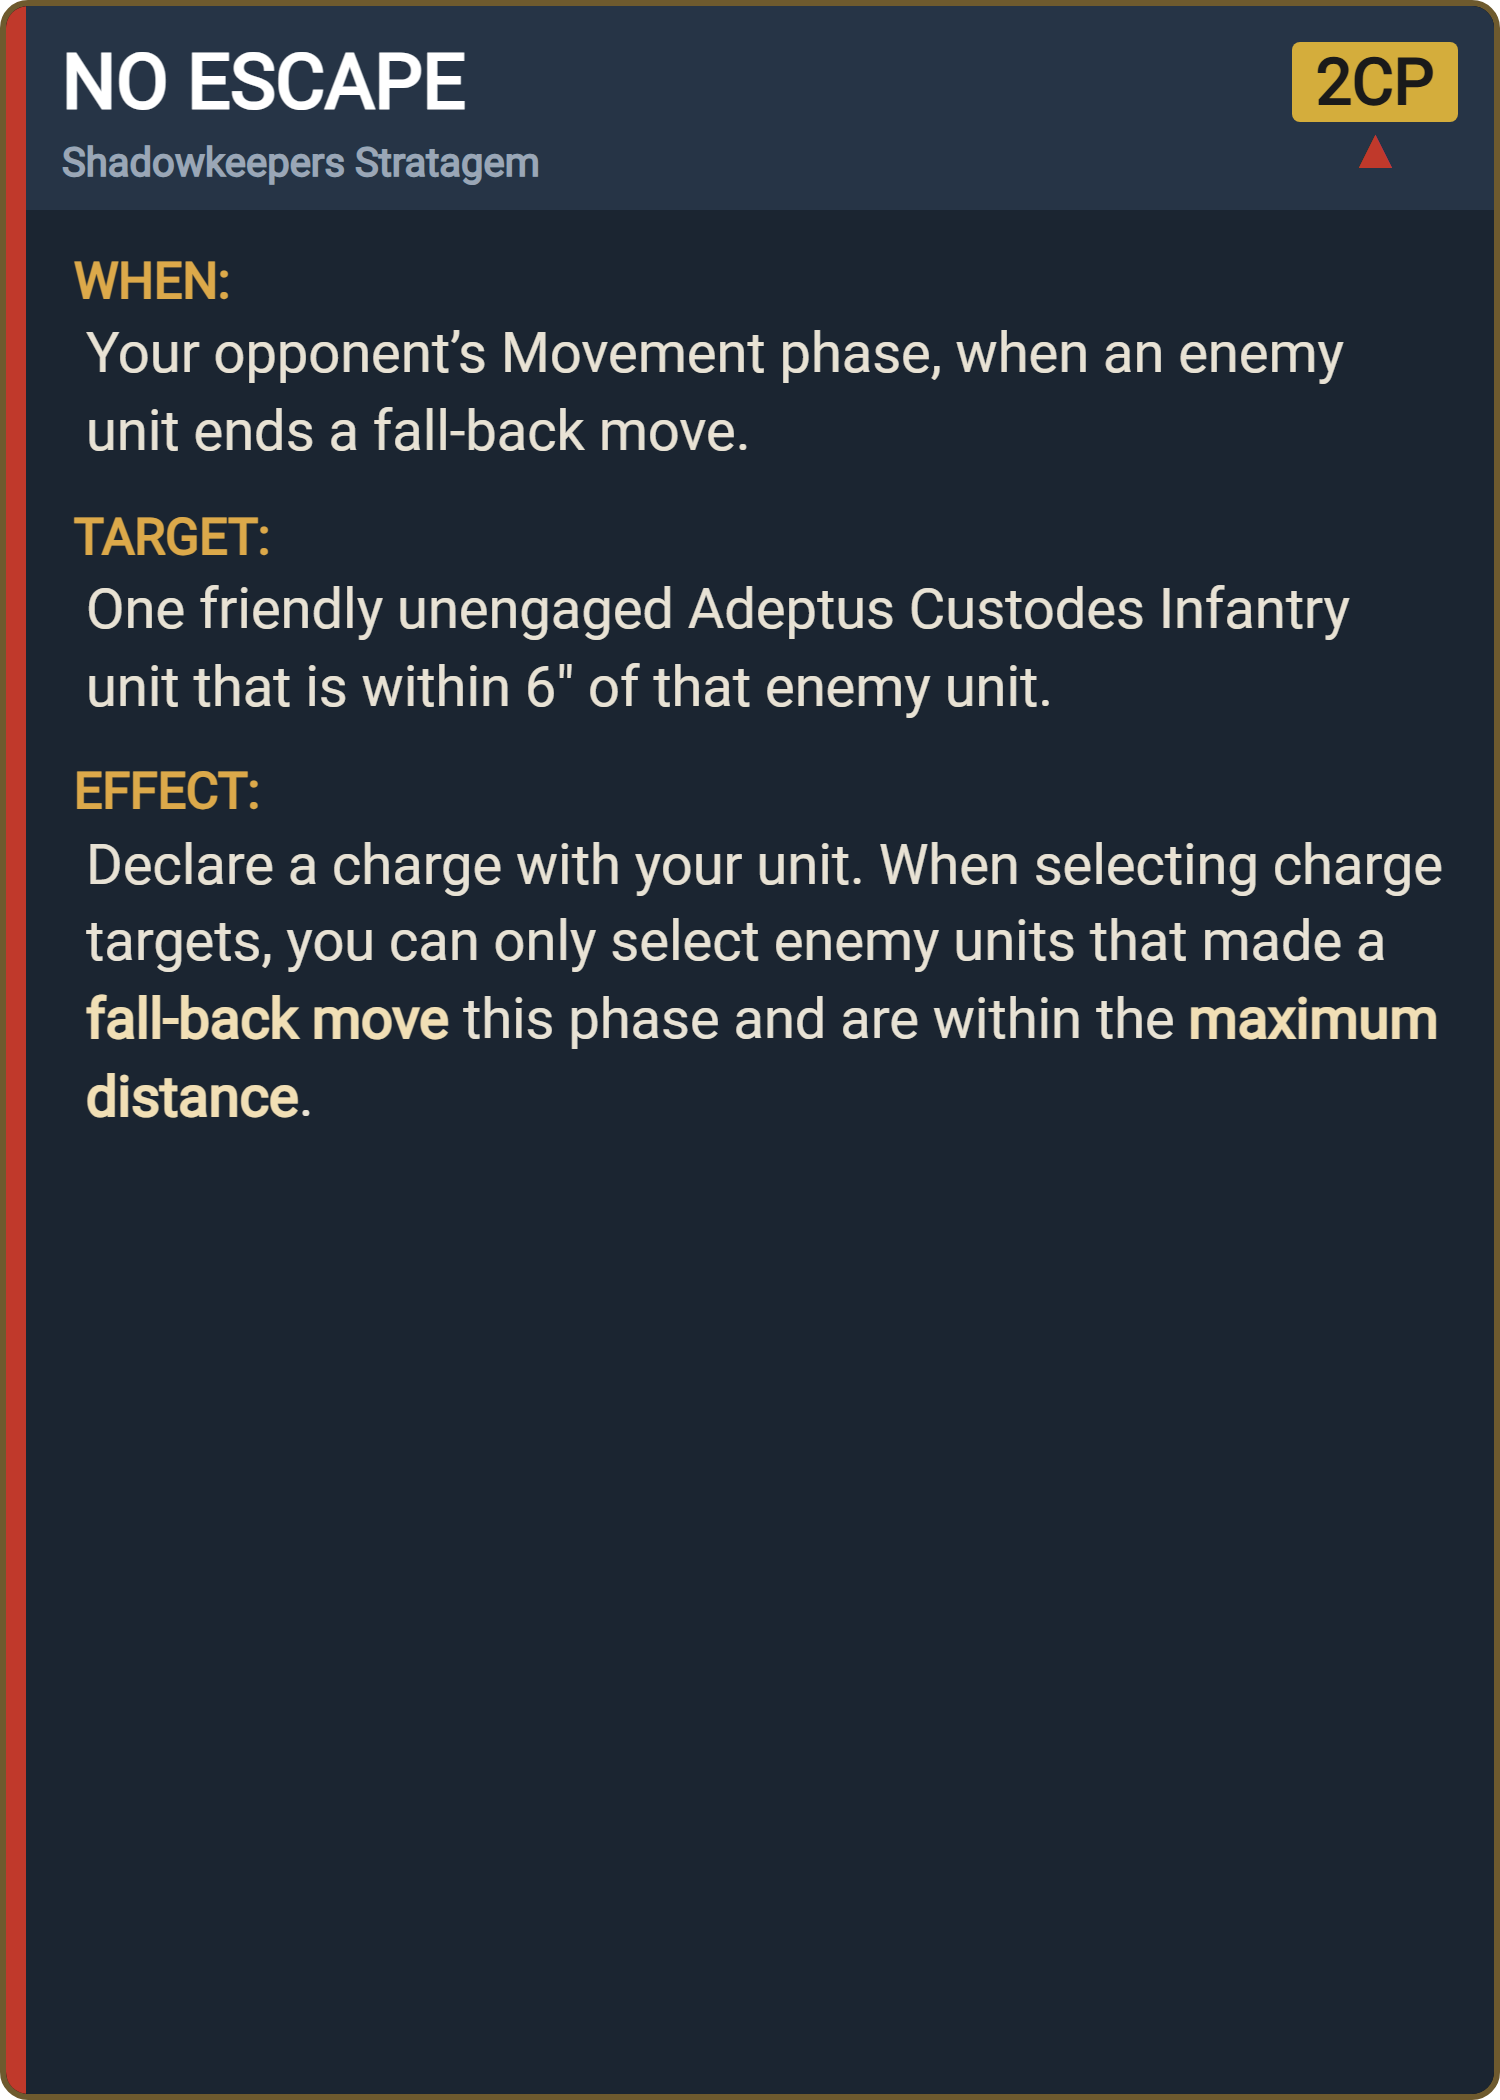 NO ESCAPE
2CP
Shadowkeepers Stratagem
WHEN:
Your opponent’s Movement phase, when an enemy
unit ends a fall-back move.
TARGET:
One friendly unengaged Adeptus Custodes Infantry
unit that is within 6" of that enemy unit.
EFFECT:
Declare a charge with your unit. When selecting charge
targets, you can only select enemy units that made a
fall-back move this phase and are within the maximum
distance.